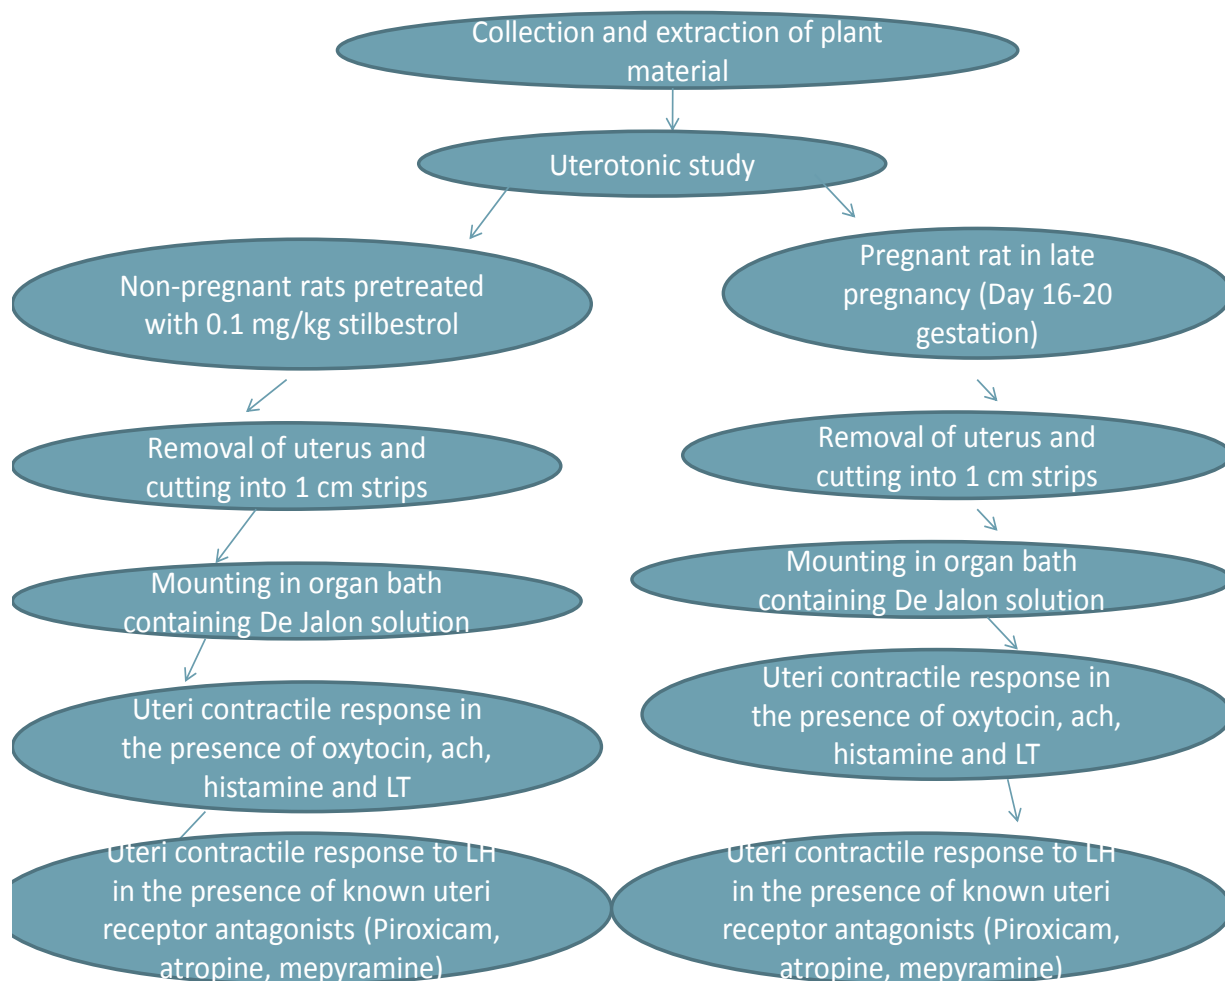 Collection and extraction of plant
material
Uterotonic study
Non-pregnant rats pretreated
with 0.1 mg/kg stilbestrol
Removal of uterus and
cutting into 1 cm strips
Mounting in organ bath
containing De Jalon solution
Uteri contractile response in
the presence of oxytocin, ach,
histamine and LT
Uteri contractile response to LH
in the presence of known uteri
receptor antagonists (Piroxicam,
atropine, mepyramine)
Pregnant rat in late
pregnancy (Day 16-20
gestation)
Removal of uterus and
cutting into 1 cm strips
Mounting in organ bath
containing De Jalon solution
Uteri contractile response in
the presence of oxytocin, ach,
histamine and LT
Uteri contractile response to LH
in the presence of known uteri
receptor antagonists (Piroxicam,
atropine, mepyramine)